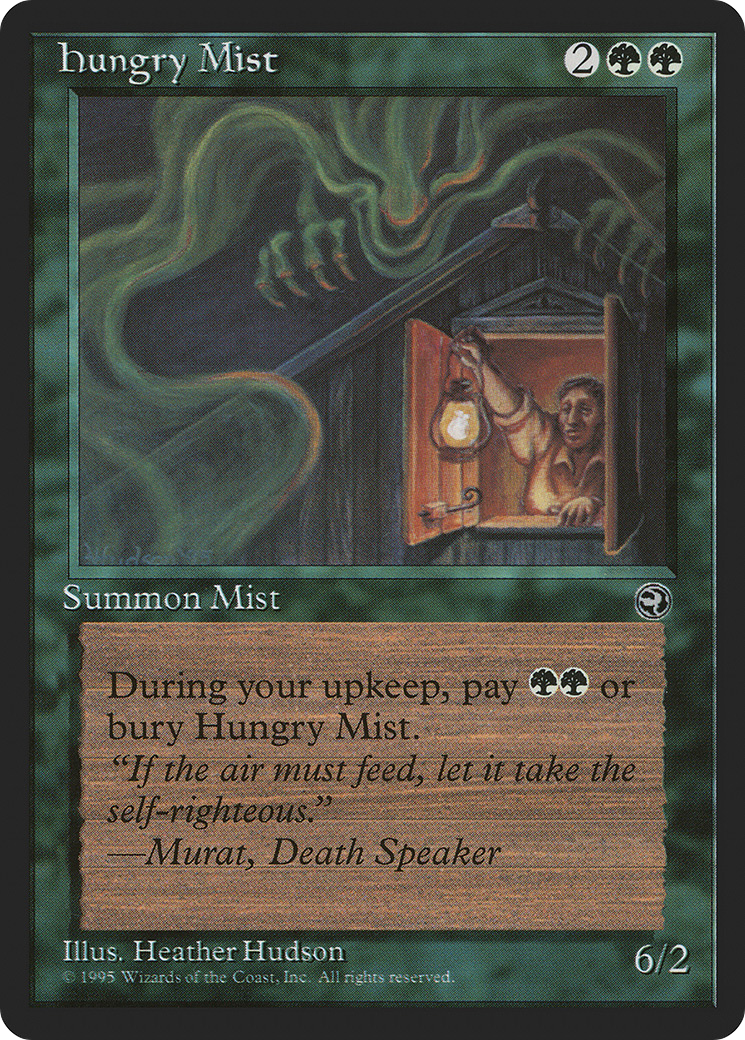 Hungry Mist
2
Summon Mist
During your upkeep, pay or
bury Hungry Mist.
“If the air must feed, let it take the
self-righteous.”
—Murat, Death Speaker
Illus. Heather Hudson
© 1995 Wizards of the Coast, Inc. All rights reserved.
6/2